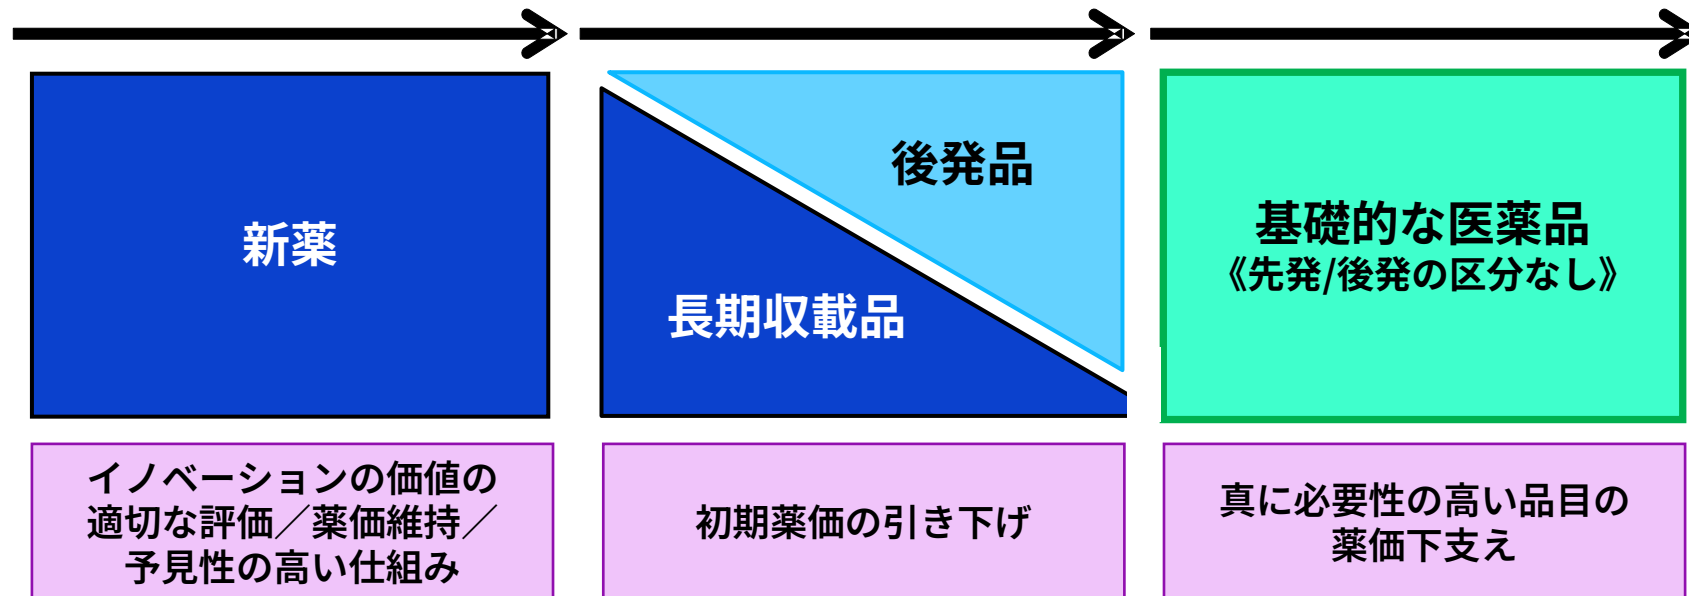 新薬
後発品
長期収載品
基礎的な医薬品
《先発/後発の区分なし》
イノベーションの価値の
適切な評価／薬価維持／
予見性の高い仕組み
初期薬価の引き下げ
真に必要性の高い品目の
薬価下支え